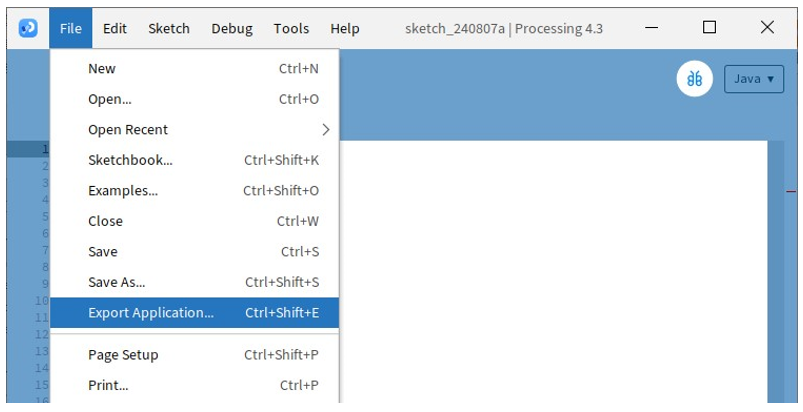 File Edit Sketch Debug Tools Help sketch_240807a | Processing 4.3
New Ctrl+N
Java ▾
Open... Ctrl+O
Open Recent
1
Sketchbook... Ctrl+Shift+K
2
3
Examples... Ctrl+Shift+O
4
5
Close Ctrl+W
6
7
Save Ctrl+S
8
9
Save As... Ctrl+Shift+S
10
Export Application... Ctrl+Shift+E
11
12
13
Page Setup Ctrl+Shift+P
14
15
Print... Ctrl+P
16